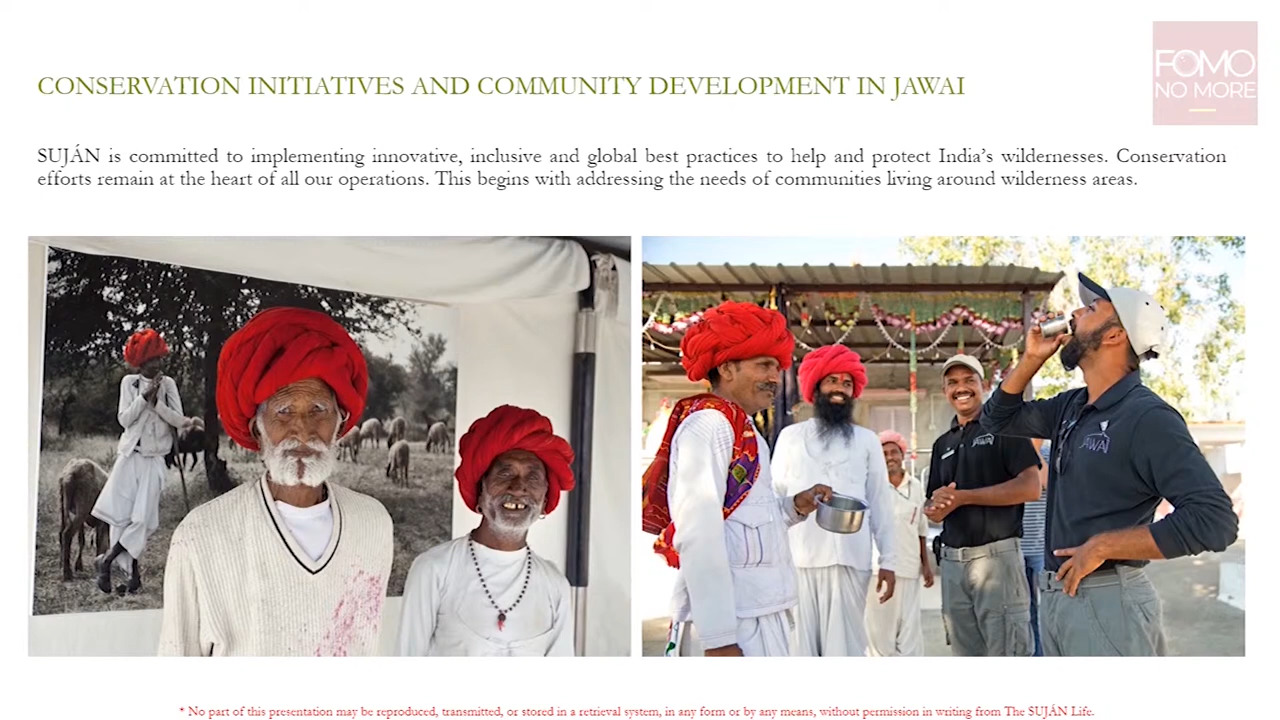 FOMO
NO MORE
CONSERVATION INITIATIVES AND COMMUNITY DEVELOPMENT IN JAWAI
SUJÁN is committed to implementing innovative, inclusive and global best practices to help and protect India’s wildernesses. Conservation
efforts remain at the heart of all our operations. This begins with addressing the needs of communities living around wilderness areas.
JAWAI
JAWAI
* No part of this presentation may be reproduced, transmitted, or stored in a retrieval system, in any form or by any means, without permission in writing from The SUJÁN Life.